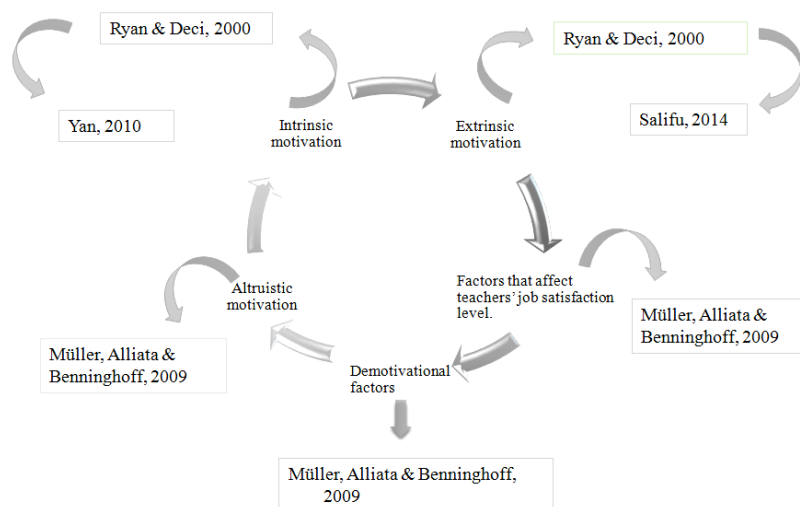 Ryan & Deci, 2000
Ryan & Deci, 2000
Yan, 2010
Salifu, 2014
Intrinsic
motivation
Extrinsic
motivation
Altruistic
motivation
Factors that affect
teachers' job satisfaction
level.
Müller, Alliata &
Benninghoff, 2009
Müller, Alliata &
Benninghoff, 2009
Demotivational
factors
Müller, Alliata & Benninghoff,
2009